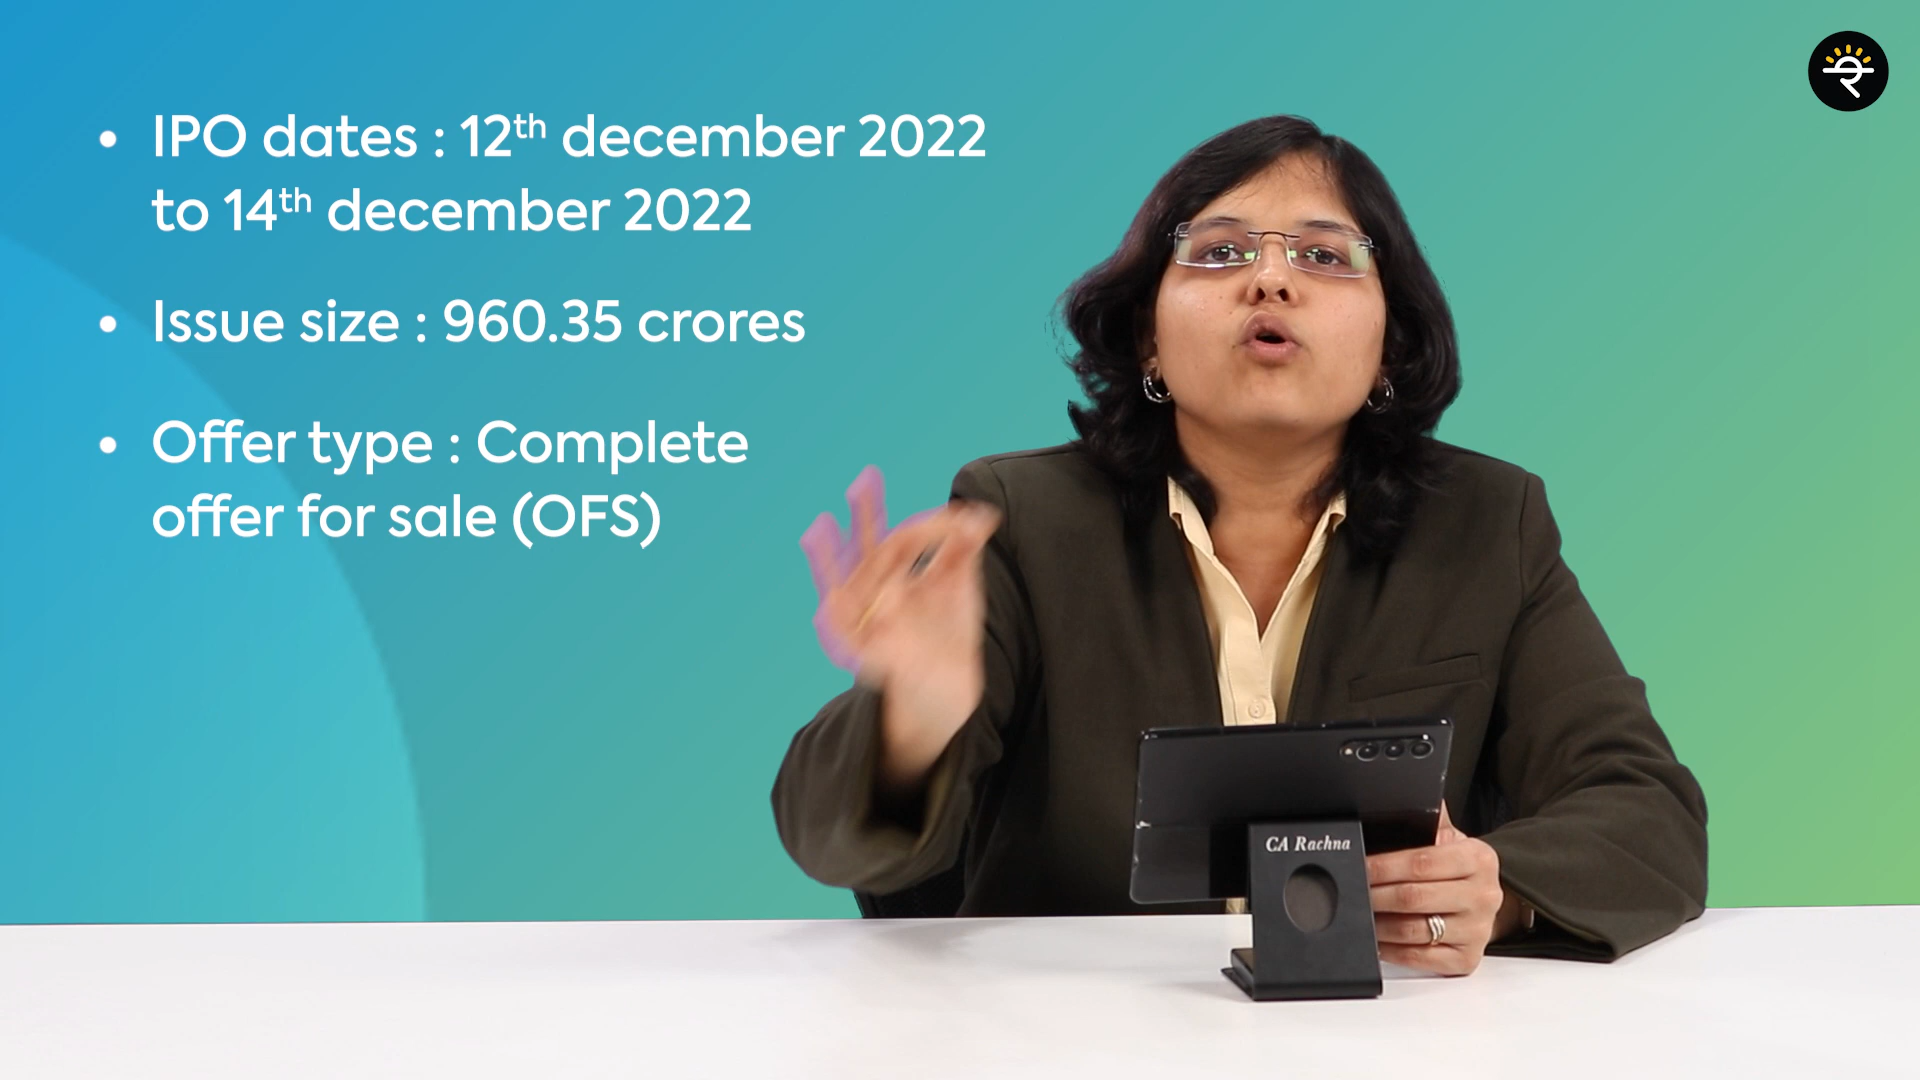 • IPO dates : 12th december 2022
to 14th december 2022
• Issue size : 960.35 crores
• Offer type : Complete
offer for sale (OFS)
CA Rachna